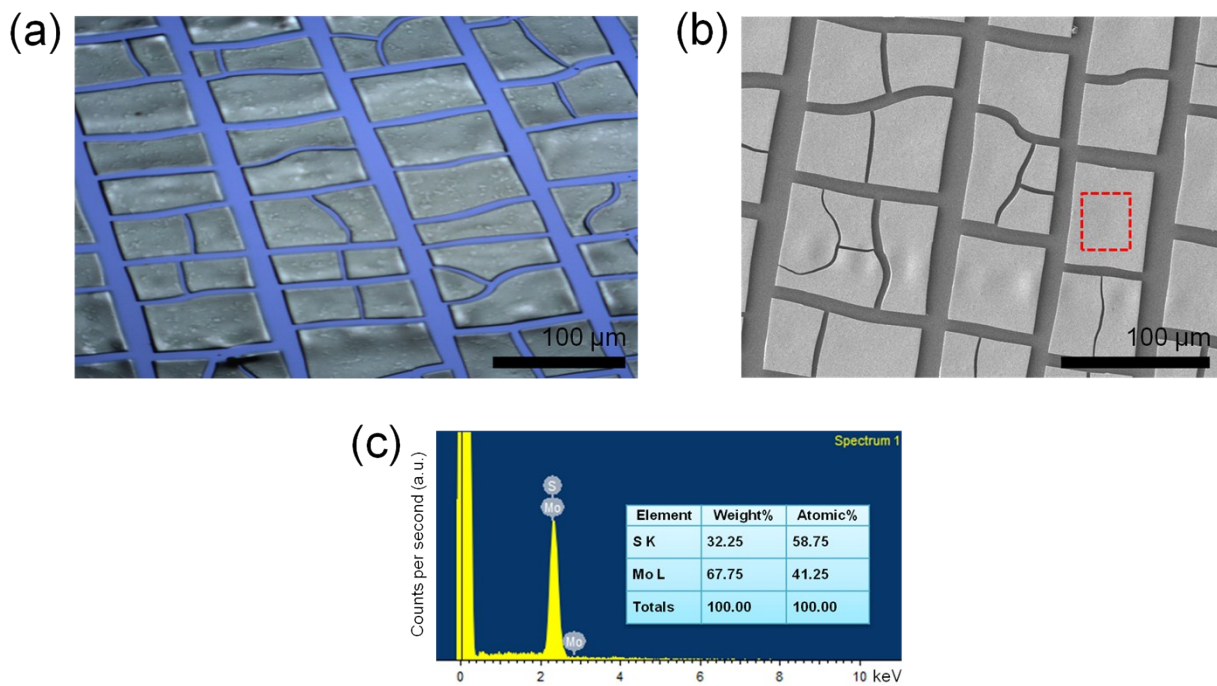 (a)
(b)
100 µm
100 µm
(c)
Counts per second (a.u.)
Spectrum 1
S
Mo
Mo
Element Weight% Atomic%
S K 32.25 58.75
Mo L 67.75 41.25
Totals 100.00 100.00
0 2 4 6 8 10 keV